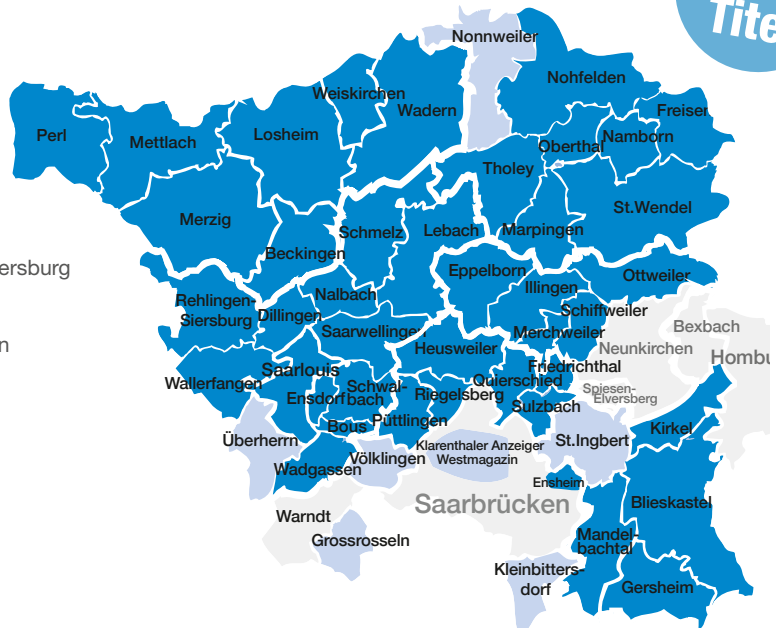 Tite
Nonnweiler
Nohfelden
Weiskirchen
Wadern
Freisen
Perl
Mettlach
Losheim
Oberthal
Namborn
Tholey
Merzig
St.Wendel
Schmelz
Lebach
Marpingen
Beckingen
ersburg
Eppelborn
Ottweiler
Illingen
Nalbach
Rehlingen-
Siersburg
Dillingen
Schiffweiler
Saarwellingen
Merchweiler
Bexbach
n
Heusweiler
Neunkirchen
Hombu
Friedrichthal
Saarlouis
Wallerfangen
Quierschied
Schwal-
bach
Ensdorf
Riegelsberg
Spiesen-
Elversberg
Sulzbach
Püttlingen
Bous
Kirkel
Überherrn
St.Ingbert
Klarenthaler Anzeiger
Westmagazin
Völklingen
Wadgassen
Ensheim
Saarbrücken
Blieskastel
Warndt
Mandel-
bachtal
Grossrosseln
Kleinbitters-
dorf
Gersheim